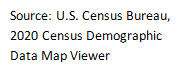 Source: U.S. Census Bureau,
2020 Census Demographic
Data Map Viewer